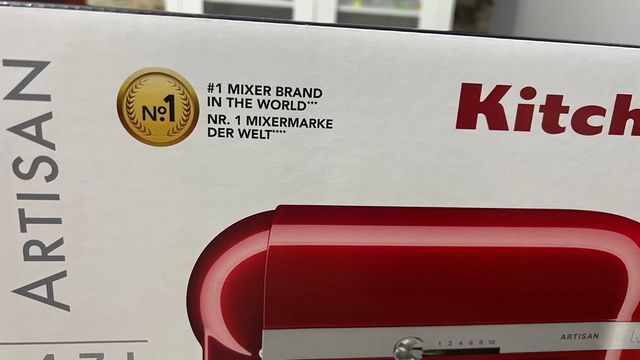 ARTISAN
Nº1
#1 MIXER BRAND
IN THE WORLD***
NR. 1 MIXERMARKE
DER WELT****
Kitch
ARTISAN
1 2 4 6 8 10